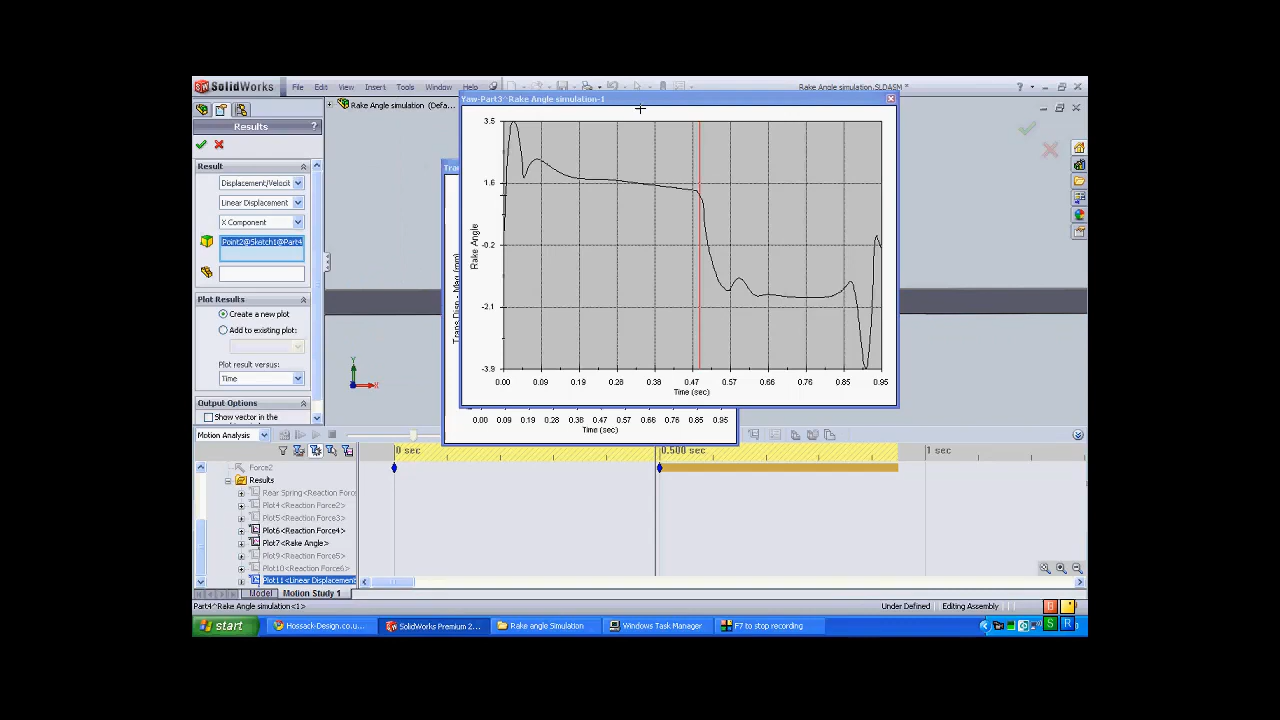 SolidWorks
File Edit View Insert Tools Window
Rake Angle simulation.SLDASM
Rake Angle simulation (Defa...
Results
?
Result
Displacement/Velocit
Linear Displacement
X Component
Point2@Sketch1@Part4
Plot Results
Create a new plot
Add to existing plot:
Plot result versus:
Time
Output Options
Show vector in the
Yaw-Part3^Rake Angle simulation-1
3.5
1.6
-0.2
-2.1
-3.9
Rake Angle
0.00 0.09 0.19 0.28 0.38 0.47 0.57 0.66 0.76 0.85 0.95
Time (sec)
Trans Disp - Mag (mm)
0.00 0.09 0.19 0.28 0.38 0.47 0.57 0.66 0.76 0.85 0.95
Time (sec)
Y
X
Motion Analysis
0 sec
0.500 sec
1 sec
Force2
Results
Rear Spring<Reaction Force
Plot4<Reaction Force2>
Plot5<Reaction Force3>
Plot6<Reaction Force4>
Plot7<Rake Angle>
Plot9<Reaction Force5>
Plot10<Reaction Force6>
Plot11<Linear Displacement
Model Motion Study 1
Part4^Rake Angle simulation<1>
Under Defined Editing Assembly
start
Hossack-Design.co.u...
SolidWorks Premium 2...
Rake angle Simulation
Windows Task Manager
F7 to stop recording
S R